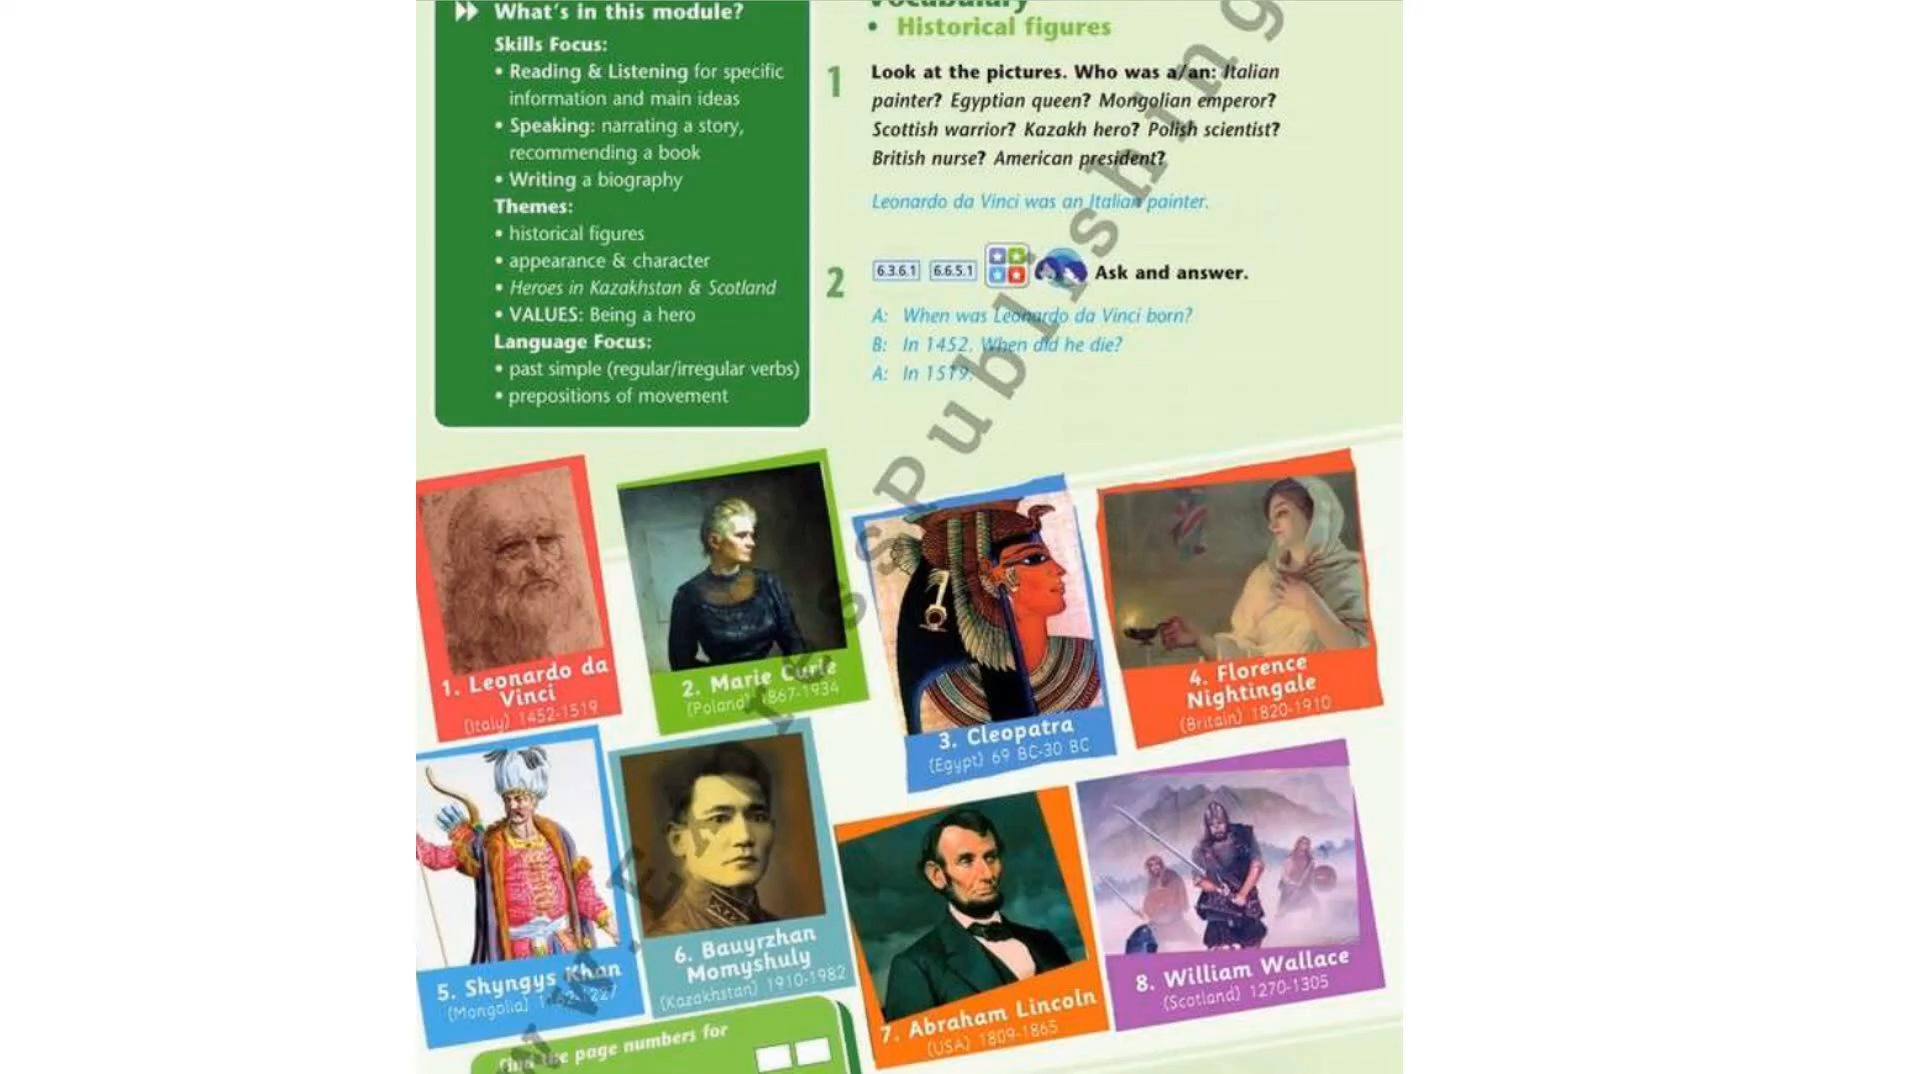 What's in this module?
Skills Focus:
• Reading & Listening for specific
information and main ideas
• Speaking: narrating a story,
recommending a book
• Writing a biography
Themes:
• historical figures
• appearance & character
• Heroes in Kazakhstan & Scotland
• VALUES: Being a hero
Language Focus:
• past simple (regular/irregular verbs)
• prepositions of movement
Vocabulary
• Historical figures
1 Look at the pictures. Who was a/an: Italian
painter? Egyptian queen? Mongolian emperor?
Scottish warrior? Kazakh hero? Polish scientist?
British nurse? American president?
Leonardo da Vinci was an Italian painter.
2 6.3.6.1 6.6.5.1 Ask and answer.
A: When was Leonardo da Vinci born?
B: In 1452. When did he die?
A: In 1519.
1. Leonardo da
Vinci
(Italy) 1452-1519
2. Marie Curie
(Poland) 1867-1934
3. Cleopatra
(Egypt) 69 BC-30 BC
4. Florence
Nightingale
(Britain) 1820-1910
5. Shyngys Khan
(Mongolia)
6. Bauyrzhan
Momyshuly
(Kazakhstan) 1910-1982
7. Abraham Lincoln
(USA) 1809-1865
8. William Wallace
(Scotland) 1270-1305
Find the page numbers for